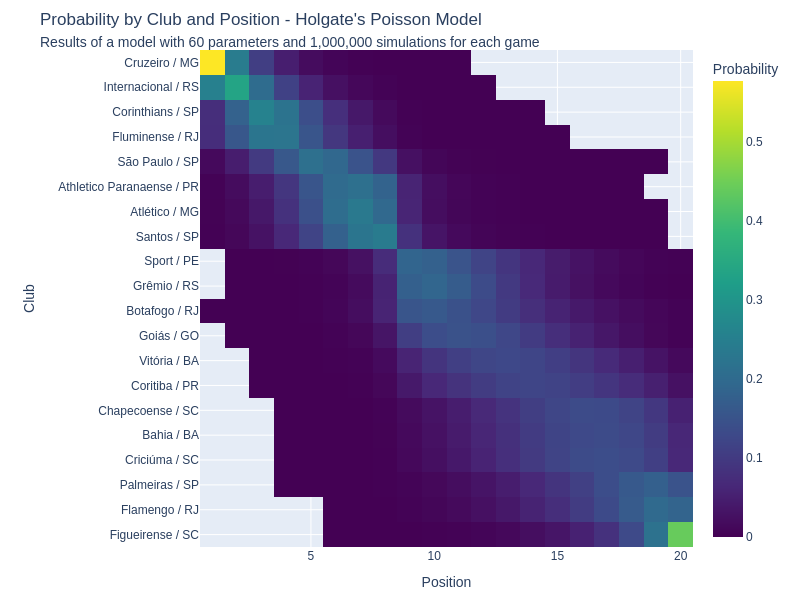 Probability by Club and Position - Holgate's Poisson Model
Results of a model with 60 parameters and 1,000,000 simulations for each game
Probability
Club
Cruzeiro / MG
Internacional / RS
Corinthians / SP
Fluminense / RJ
São Paulo / SP
Athletico Paranaense / PR
Atlético / MG
Santos / SP
Sport / PE
Grêmio / RS
Botafogo / RJ
Goiás / GO
Vitória / BA
Coritiba / PR
Chapecoense / SC
Bahia / BA
Criciúma / SC
Palmeiras / SP
Flamengo / RJ
Figueirense / SC
0.5
0.4
0.3
0.2
0.1
0
5 10 15 20
Position